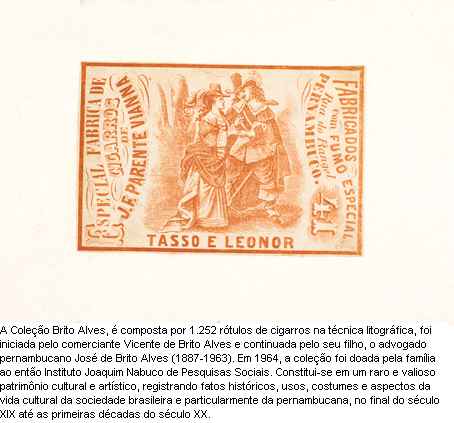 ESPECIAL FABRICA DE
CIGARROS
DE
J.F. PARENTE VIANNA
FABRICADOS
com FUMO ESPECIAL
PERNAMBUCO.
TASSO E LEONOR
A Coleção Brito Alves, é composta por 1.252 rótulos de cigarros na técnica litográfica, foi
iniciada pelo comerciante Vicente de Brito Alves e continuada pelo seu filho, o advogado
pernambucano José de Brito Alves (1887-1963). Em 1964, a coleção foi doada pela família
ao então Instituto Joaquim Nabuco de Pesquisas Sociais. Constitui-se em um raro e valioso
patrimônio cultural e artístico, registrando fatos históricos, usos, costumes e aspectos da
vida cultural da sociedade brasileira e particularmente da pernambucana, no final do século
XIX até as primeiras décadas do século XX.